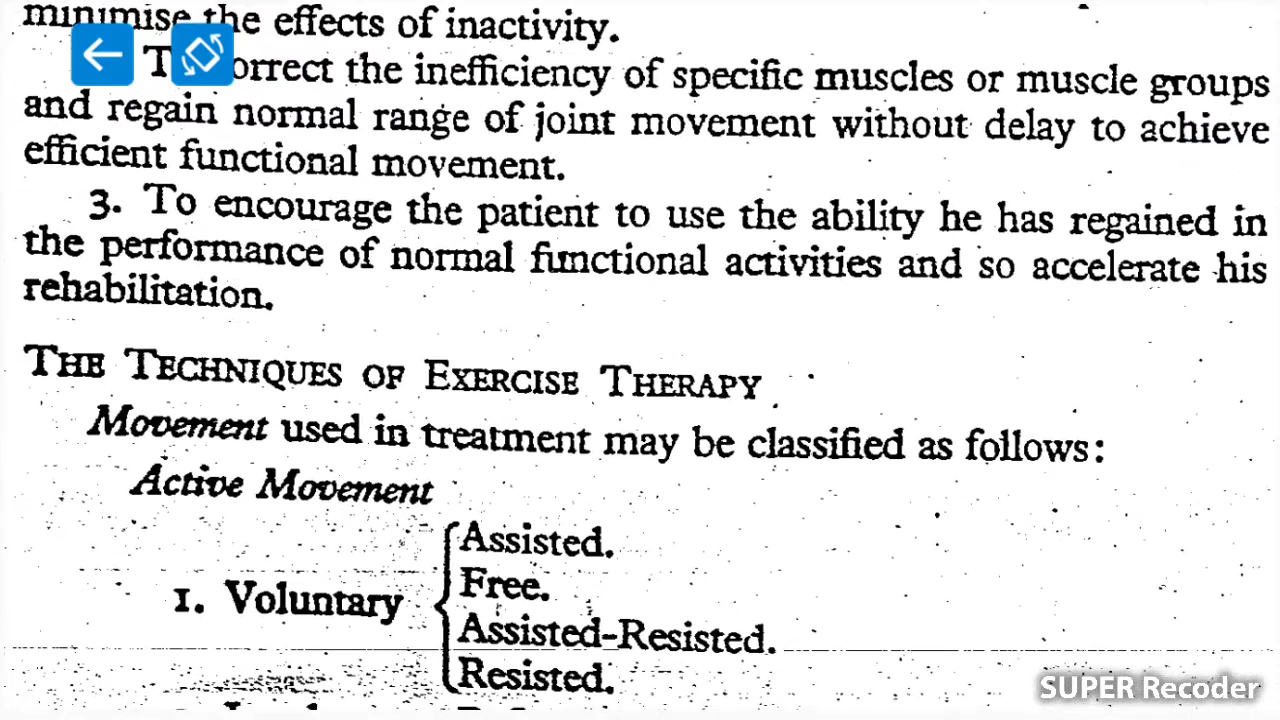 minimise the effects of inactivity.
orrect the inefficiency of specific muscles or muscle groups
and regain normal range of joint movement without delay to achieve
efficient functional movement.
3. To encourage the patient to use the ability he has regained in
the performance of normal functional activities and so accelerate his
rehabilitation.
THE TECHNIQUES OF EXERCISE THERAPY
Movement used in treatment may be classified as follows:
Active Movement
Assisted.
Free.
1. Voluntary
Assisted-Resisted.
Resisted.
SUPER Recoder